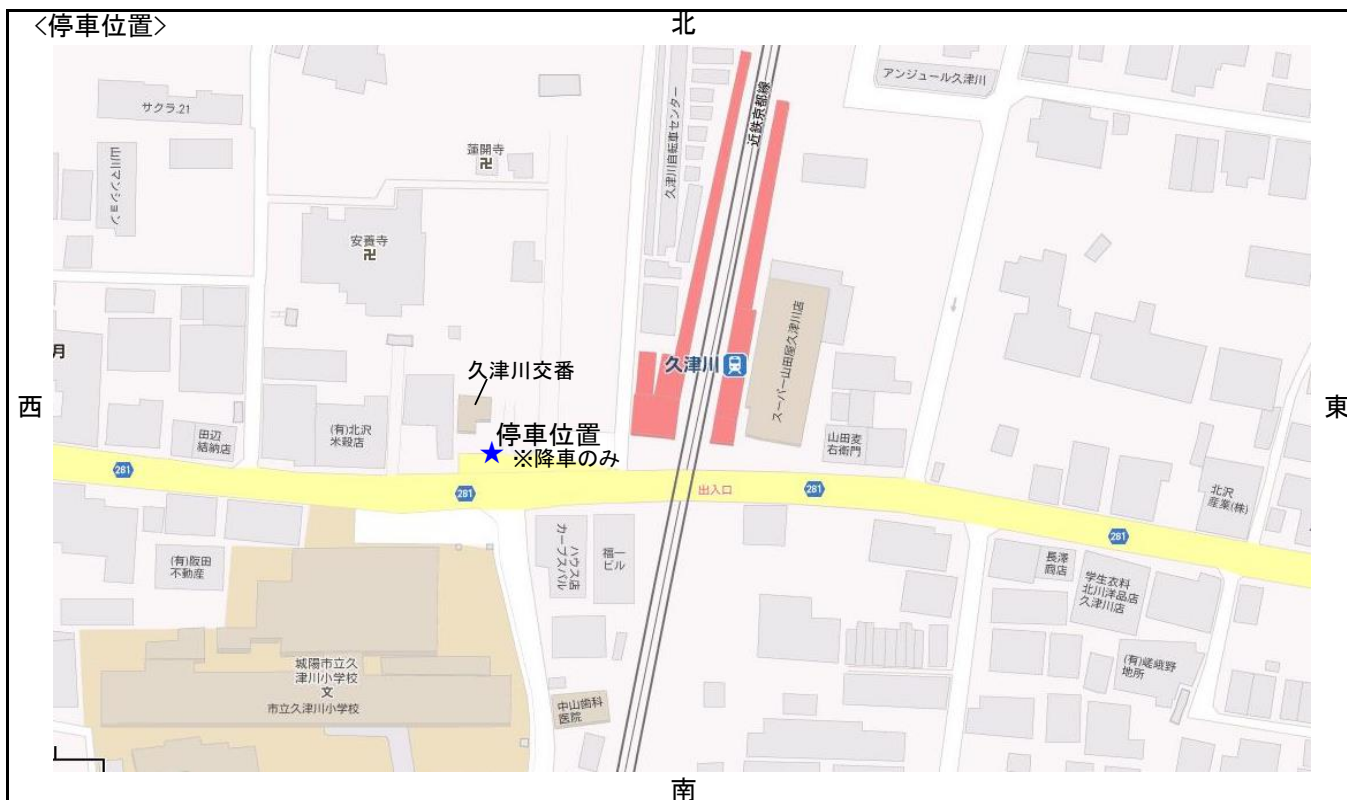 <停車位置>
北
サクラ.21
山川マンション
蓮開寺
安養寺
久津川自転車センター
近鉄京都線
アンジュール久津川
月
久津川交番
久津川
スーパー山田屋久津川店
西
東
田辺
結納店
(有)北沢
米穀店
停車位置
※降車のみ
山田麦
右衛門
281
281
出入口
281
北沢
産業(株)
281
(有)阪田
不動産
ハウス店
カーブスパル
福一
ビル
長澤
商店
学生衣料
北川洋品店
久津川店
(有)嵯峨野
地所
城陽市立久
津川小学校
文
市立久津川小学校
中山歯科
医院
南